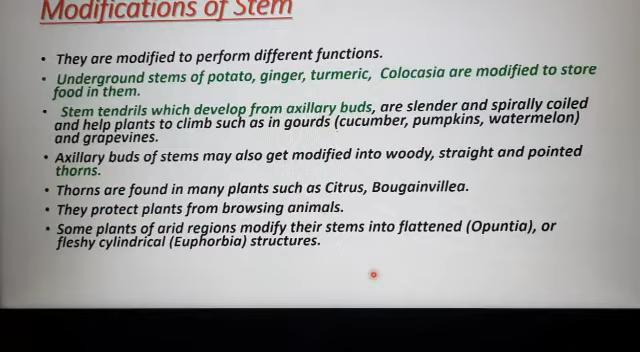 Modifications of Stem
• They are modified to perform different functions.
• Underground stems of potato, ginger, turmeric, Colocasia are modified to store
food in them.
• Stem tendrils which develop from axillary buds, are slender and spirally coiled
and help plants to climb such as in gourds (cucumber, pumpkins, watermelon)
and grapevines.
• Axillary buds of stems may also get modified into woody, straight and pointed
thorns.
• Thorns are found in many plants such as Citrus, Bougainvillea.
• They protect plants from browsing animals.
• Some plants of arid regions modify their stems into flattened (Opuntia), or
fleshy cylindrical (Euphorbia) structures.